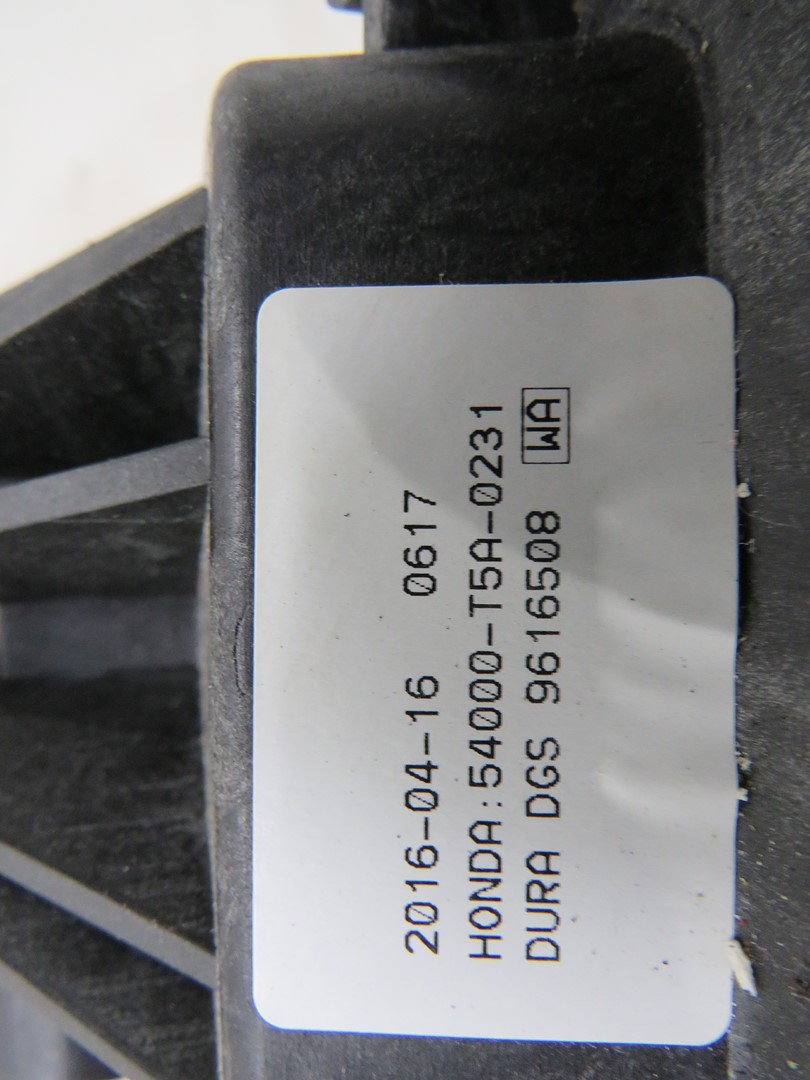 2016-04-16 0617
HONDA:54000-T5A-0231
DURA DGS 9616508 WA